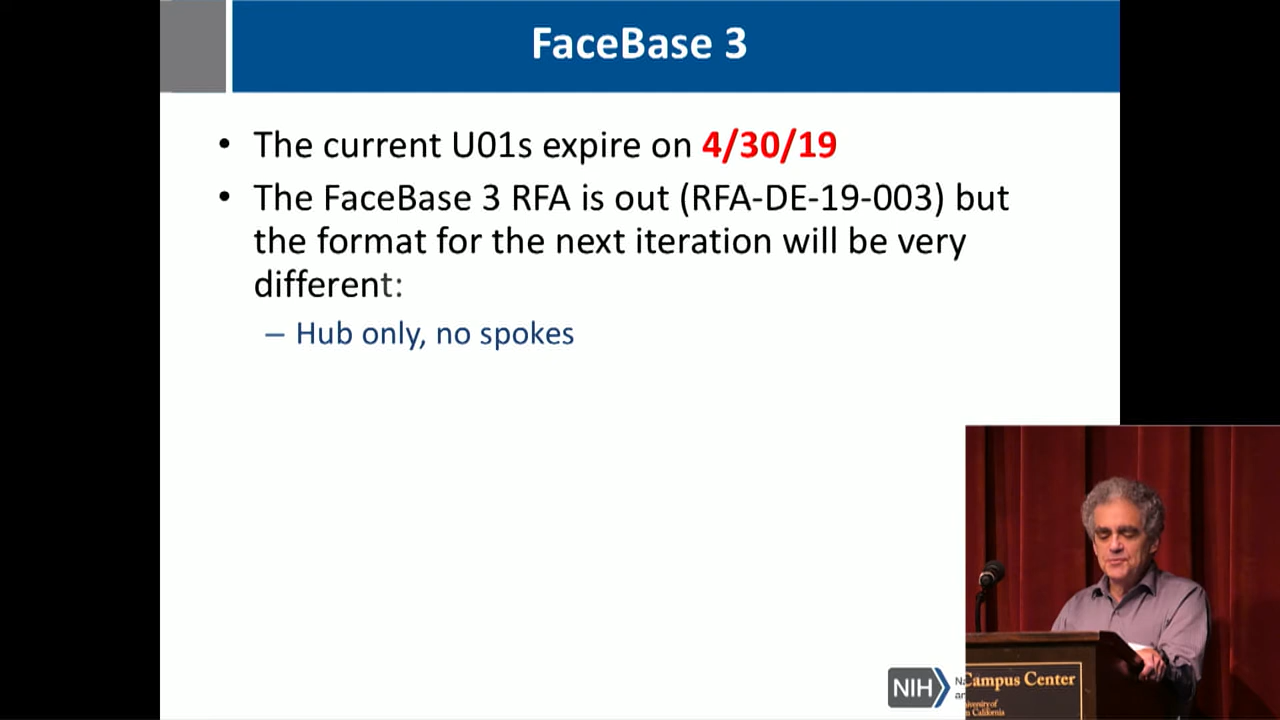 FaceBase 3
• The current U01s expire on 4/30/19
• The FaceBase 3 RFA is out (RFA-DE-19-003) but
the format for the next iteration will be very
different:
– Hub only, no spokes
NIH
Campus Center
California